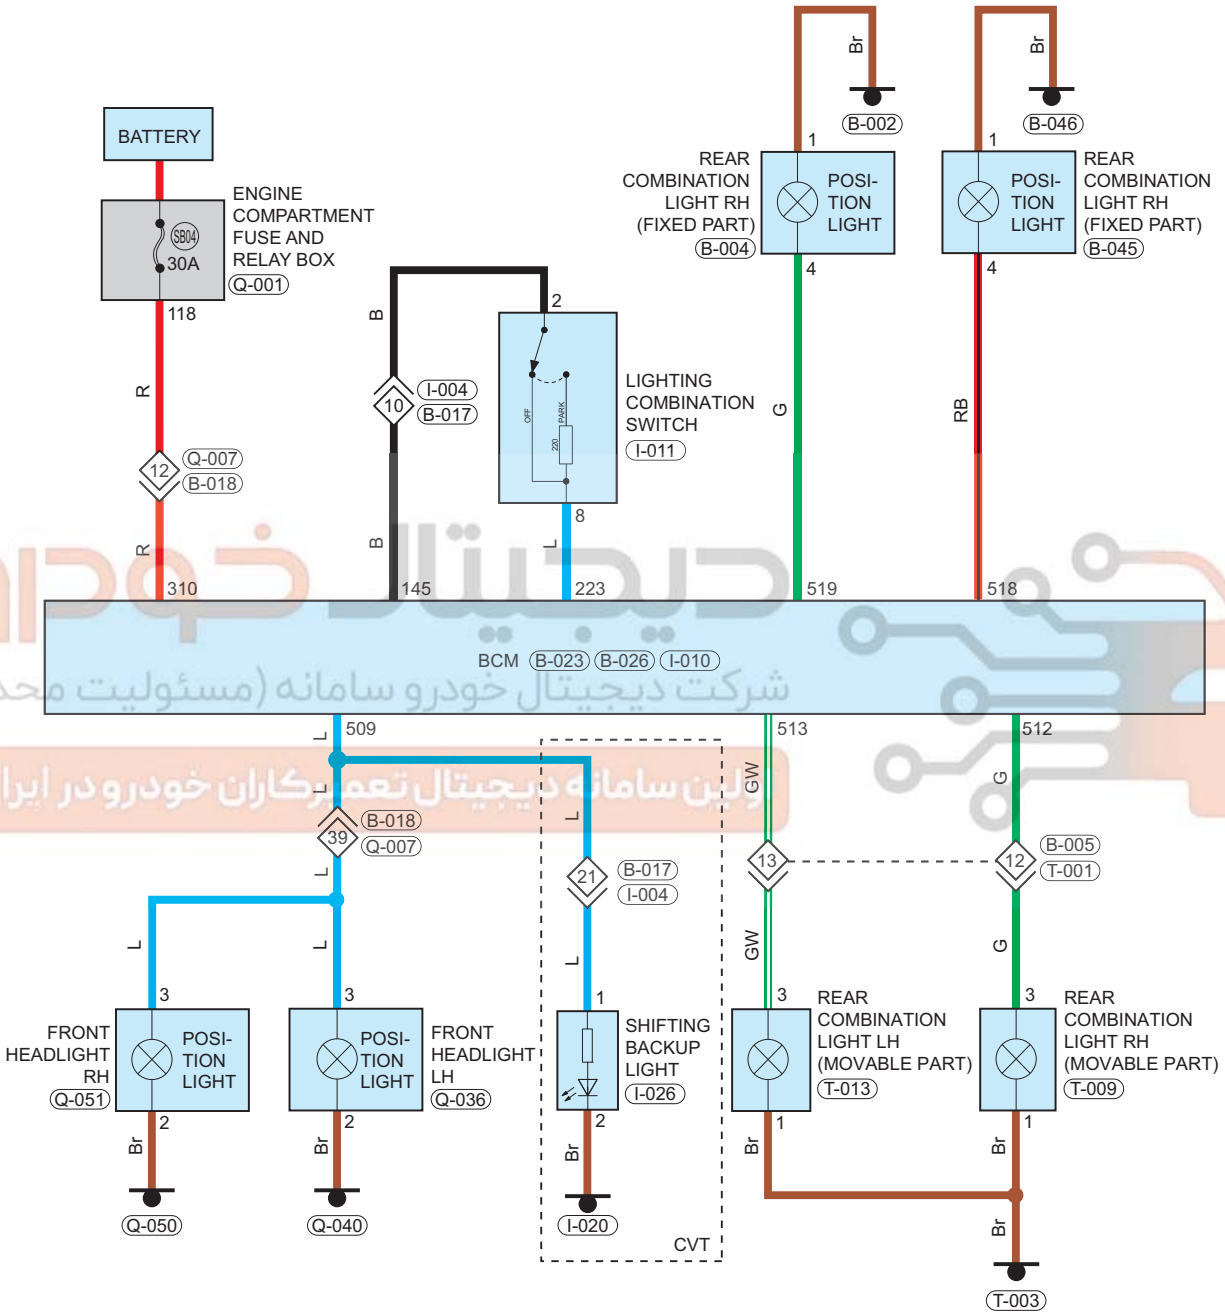 Br
Br
B-002
B-046
BATTERY
1
1
REAR
COMBINATION
LIGHT RH
(FIXED PART)
B-004
POSI-
TION
LIGHT
POSI-
TION
LIGHT
REAR
COMBINATION
LIGHT RH
(FIXED PART)
B-045
ENGINE
COMPARTMENT
FUSE AND
RELAY BOX
Q-001
SB04
30A
118
4
4
B
2
R
I-004
10
B-017
OFF
PARK
220
LIGHTING
COMBINATION
SWITCH
I-011
G
RB
Q-007
12
B-018
8
R
B
L
310
145
223
519
518
دیجیتال خودرو
BCM B-023 B-026 I-010
شرکت دیجیتال خودرو سامانه (مسئولیت محد
L
509
513
512
اولین سامانه دیجیتال تعمیرکاران خودرو در ایرا
L
L
GW
G
B-018
39
Q-007
L
B-017
21
I-004
13
12
B-005
T-001
L
L
L
GW
G
3
3
1
3
3
FRONT
HEADLIGHT
RH
Q-051
POSI-
TION
LIGHT
POSI-
TION
LIGHT
FRONT
HEADLIGHT
LH
Q-036
SHIFTING
BACKUP
LIGHT
I-026
REAR
COMBINATION
LIGHT LH
(MOVABLE PART)
T-013
REAR
COMBINATION
LIGHT RH
(MOVABLE PART)
T-009
2
2
2
1
1
Br
Br
Br
Br
Br
Q-050
Q-040
I-020
CVT
Br
T-003